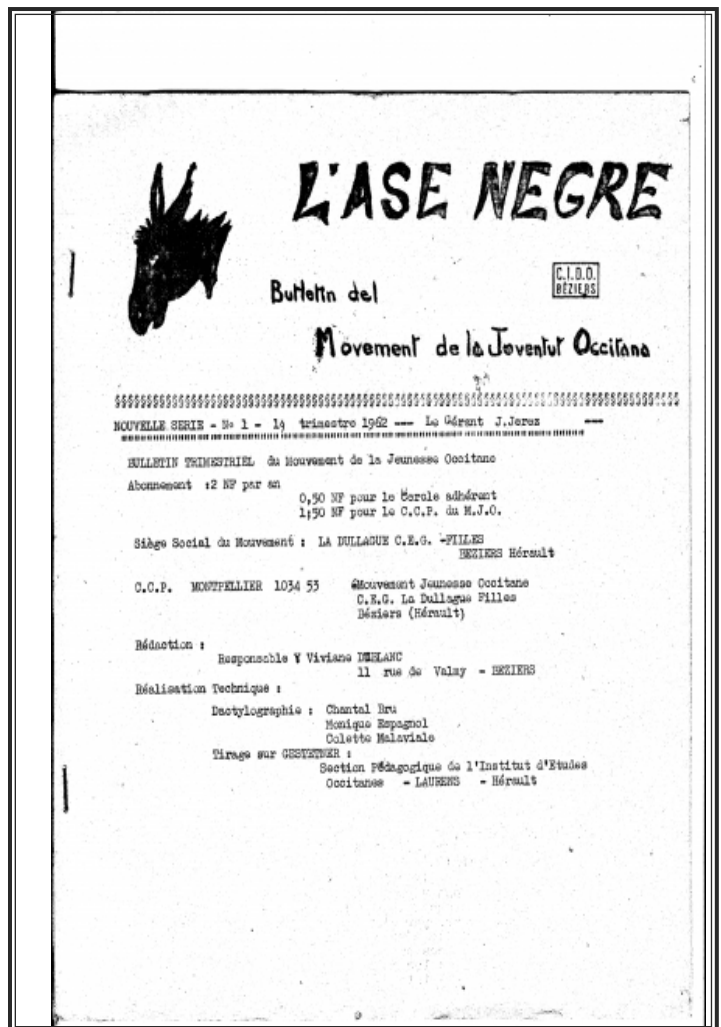 L'ASE NEGRE
C.I.D.O.
BÉZIERS
Bulletin del
Movement de la Joventut Occitana
§§§§§§§§§§§§§§§§§§§§§§§§§§§§§§§§§§§§§§§§§§§§§§§§§§§§§§§§§§§§§§§§§§§§§§
NOUVELLE SERIE - No 1 - 1q trimestre 1962 --- Le Gérant J.Jerez ---
BULLETIN TRIMESTRIEL du Mouvement de la Jeunesse Occitane
Abonnement :2 NF par an
0,50 NF pour le Cercle adhérent
1;50 NF pour le C.C.P. du M.J.O.
Siège Social du Mouvement : LA DULLAGUE C.E.G. -FILLES
BEZIERS Hérault
C.C.P. MONTPELLIER 1034 53 Mouvement Jeunesse Occitane
C.E.G. La Dullague Filles
Béziers (Hérault)
Rédaction :
Responsable Viviane DUBLANC
11 rue de Valmy - BEZIERS
Réalisation Technique :
Dactylographie : Chantal Bru
Monique Espagnol
Colette Malaviale
Tirage sur GESTETNER :
Section Pédagogique de l'Institut d'Etudes
Occitanes - LAURENS - Hérault